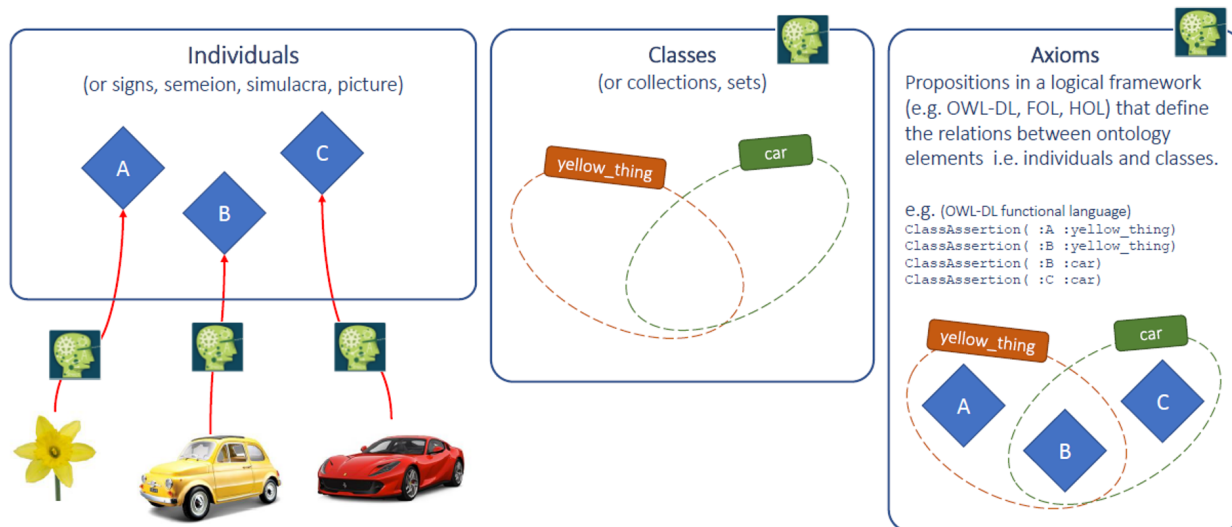 Individuals
(or signs, semeion, simulacra, picture)
A
B
C
Classes
(or collections, sets)
yellow_thing
car
Axioms
Propositions in a logical framework
(e.g. OWL-DL, FOL, HOL) that define
the relations between ontology
elements i.e. individuals and classes.
e.g. (OWL-DL functional language)
ClassAssertion( :A :yellow_thing)
ClassAssertion( :B :yellow_thing)
ClassAssertion( :B :car)
ClassAssertion( :C :car)
yellow_thing
car
A
B
C